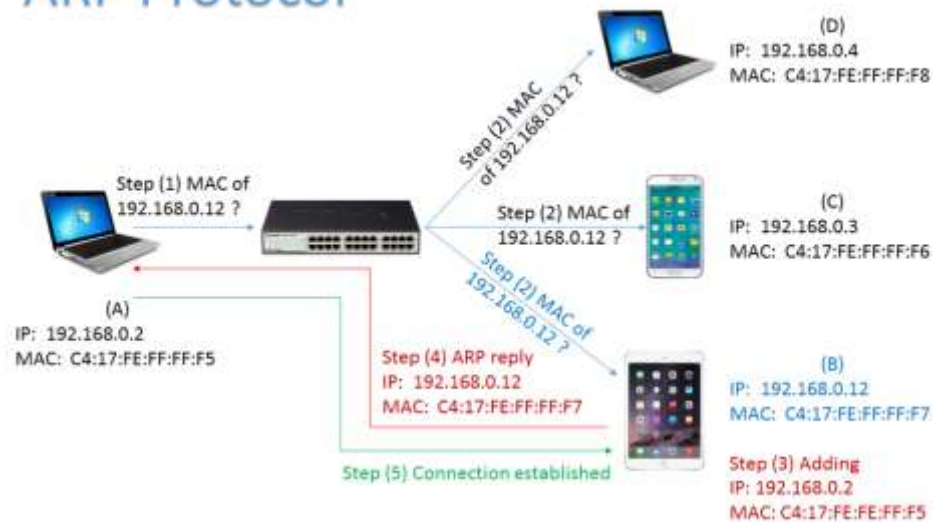 ARP Protocol
(D)
IP: 192.168.0.4
MAC: C4:17:FE:FF:FF:F8
Step (2) MAC
of 192.168.0.12 ?
Step (1) MAC of
192.168.0.12 ?
Step (2) MAC of
192.168.0.12 ?
(C)
IP: 192.168.0.3
MAC: C4:17:FE:FF:FF:F6
Step (2) MAC of
192.168.0.12 ?
(A)
IP: 192.168.0.2
MAC: C4:17:FE:FF:FF:F5
Step (4) ARP reply
IP: 192.168.0.12
MAC: C4:17:FE:FF:FF:F7
(B)
IP: 192.168.0.12
MAC: C4:17:FE:FF:FF:F7
Step (5) Connection established
Step (3) Adding
IP: 192.168.0.2
MAC: C4:17:FE:FE:FF:F5